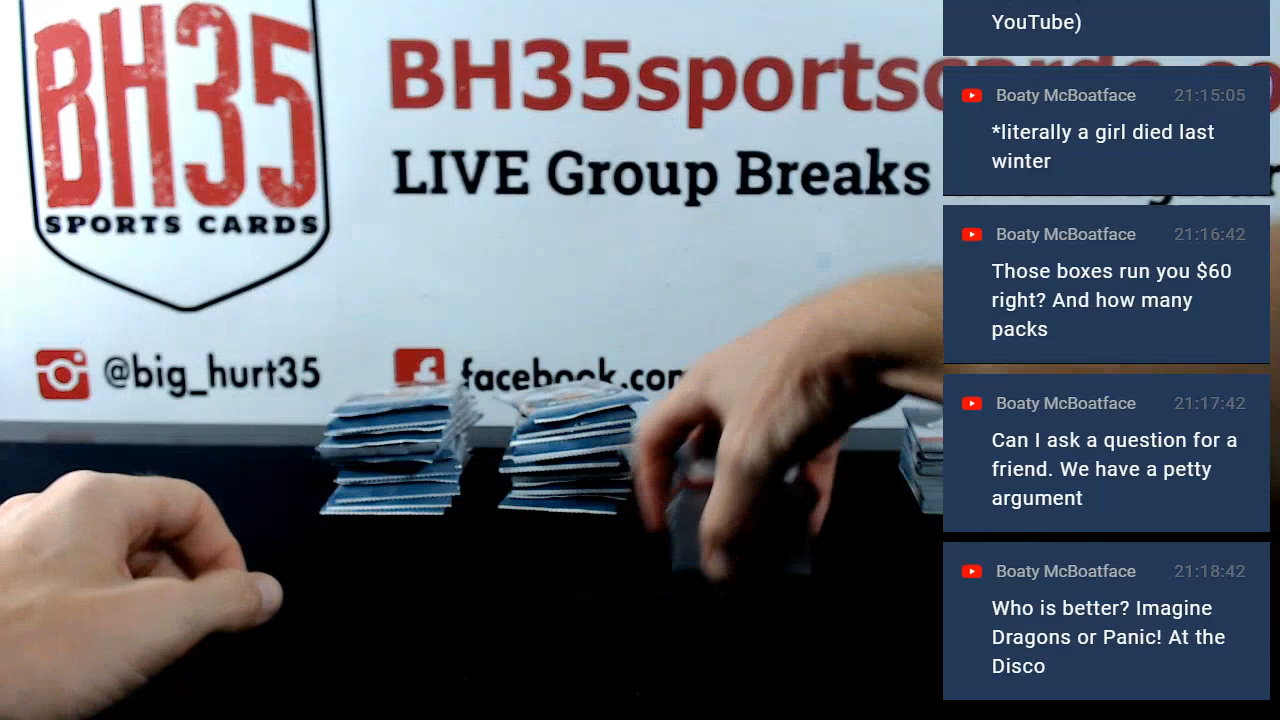 BH35
SPORTS CARDS
@big_hurt35
BH35sportscards.co
LIVE Group Breaks
facebook.com
YouTube)
Boaty McBoatface 21:15:05
*literally a girl died last
winter
Boaty McBoatface 21:16:42
Those boxes run you $60
right? And how many
packs
Boaty McBoatface 21:17:42
Can I ask a question for a
friend. We have a petty
argument
Boaty McBoatface 21:18:42
Who is better? Imagine
Dragons or Panic! At the
Disco